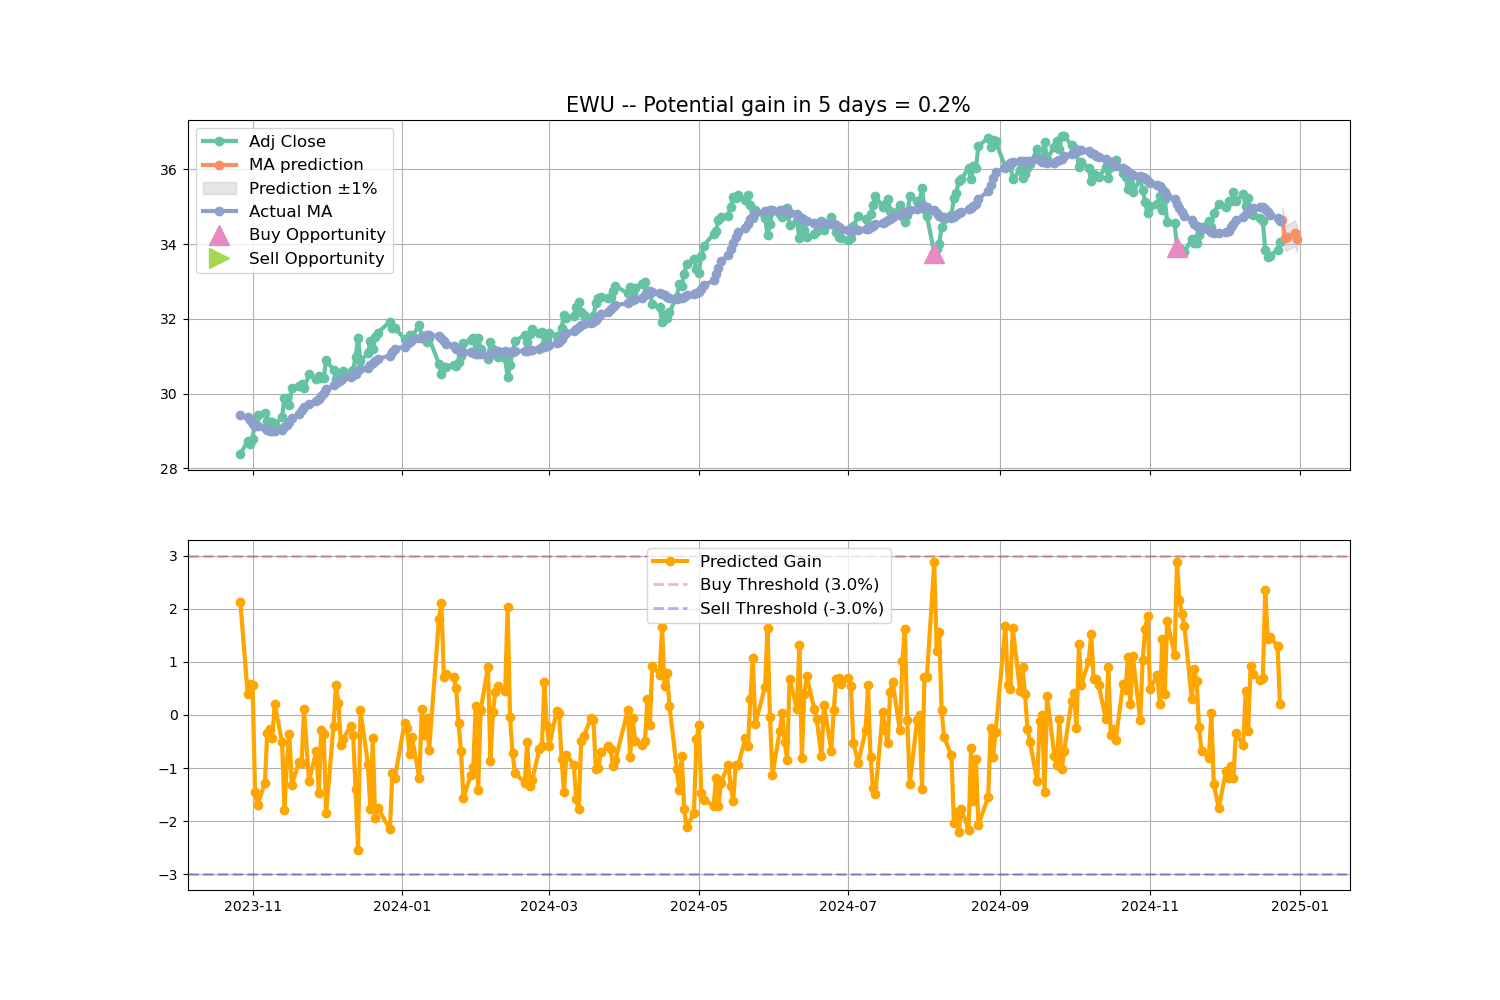 EWU -- Potential gain in 5 days = 0.2%
Adj Close
MA prediction
Prediction ±1%
Actual MA
Buy Opportunity
Sell Opportunity
36
34
32
30
28
Predicted Gain
Buy Threshold (3.0%)
Sell Threshold (-3.0%)
3
2
1
0
−1
−2
−3
2023-11 2024-01 2024-03 2024-05 2024-07 2024-09 2024-11 2025-01